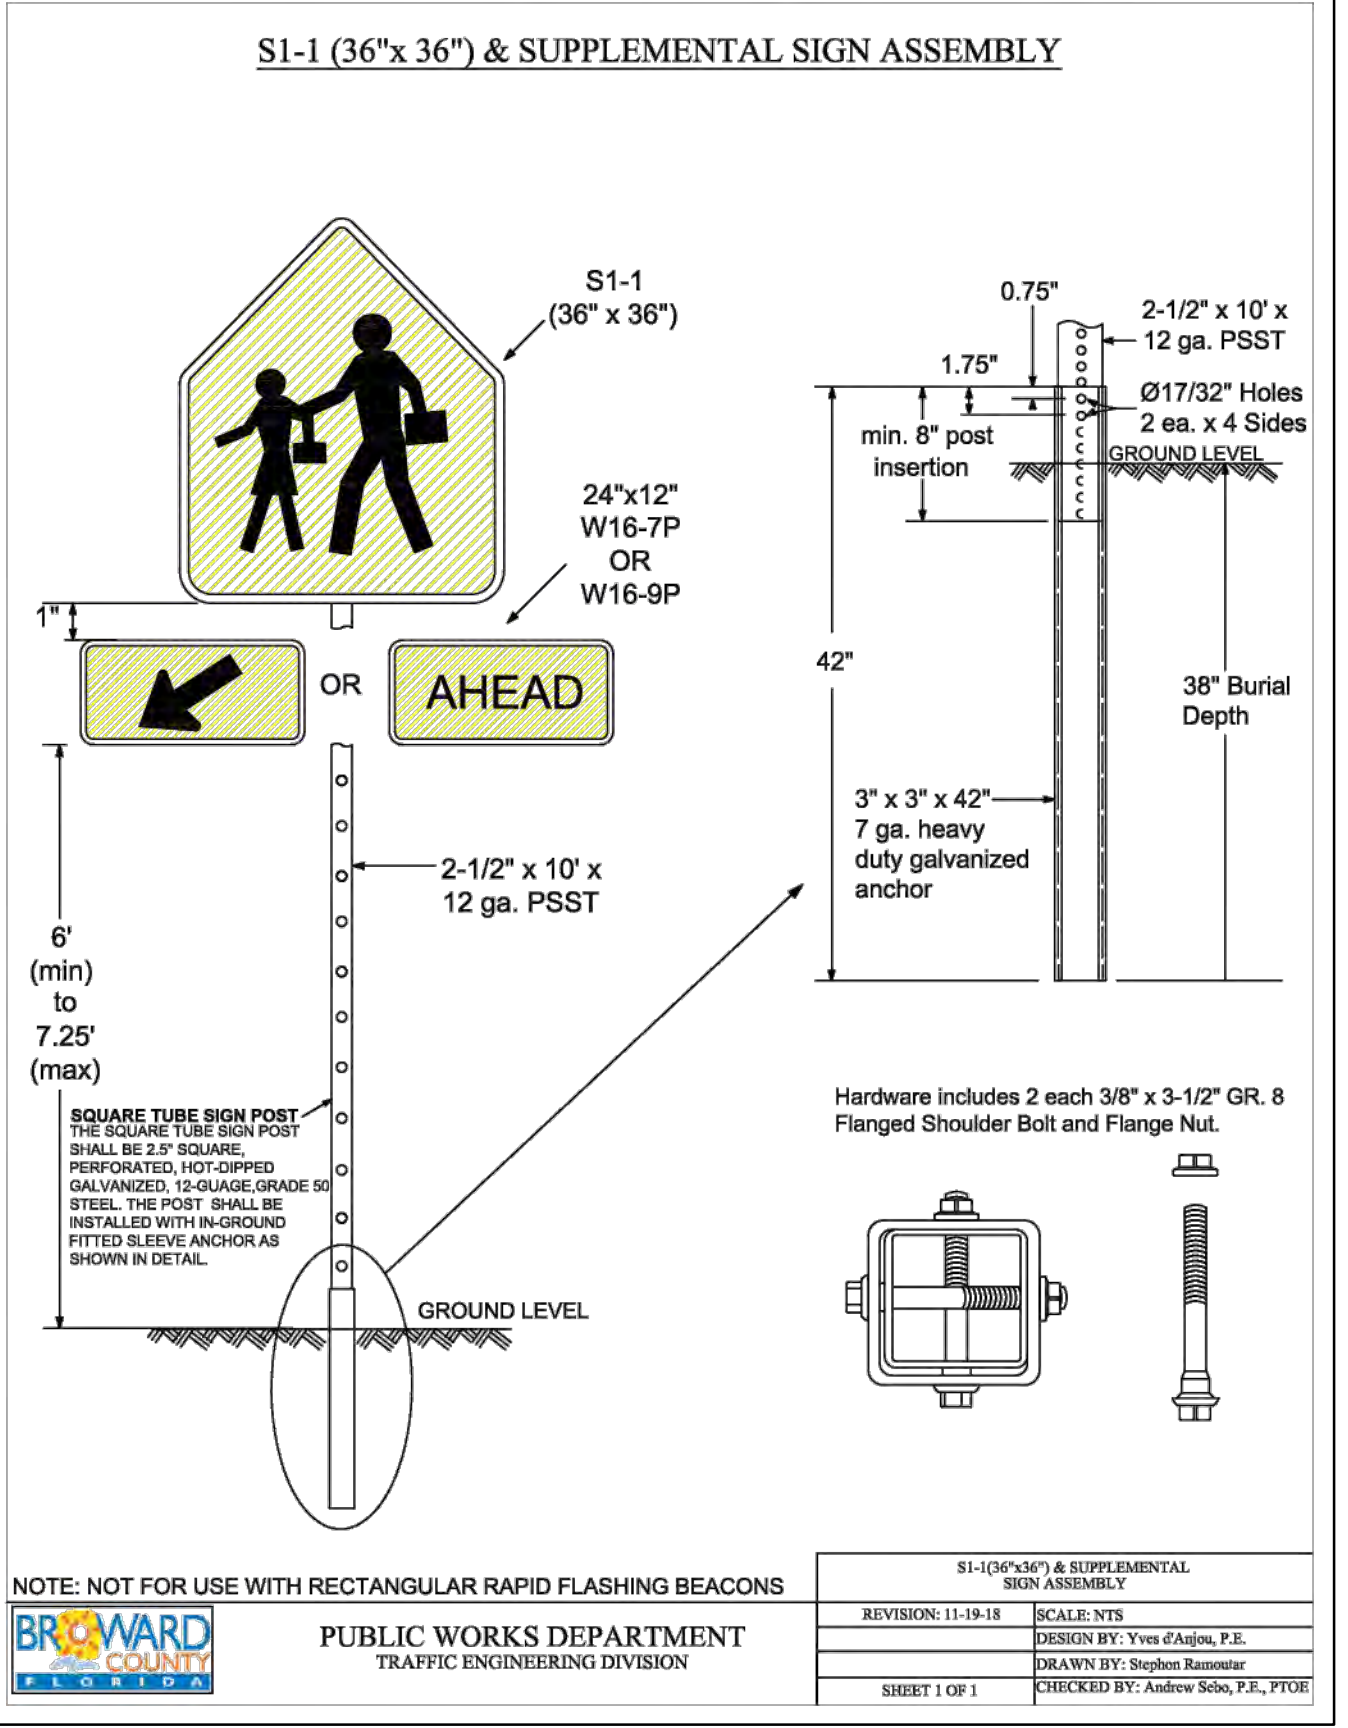 S1-1 (36"x 36") & SUPPLEMENTAL SIGN ASSEMBLY
S1-1
(36" x 36")
24"x12"
W16-7P
OR
W16-9P
1"
OR
AHEAD
6'
(min)
to
7.25'
(max)
2-1/2" x 10' x
12 ga. PSST
SQUARE TUBE SIGN POST
THE SQUARE TUBE SIGN POST
SHALL BE 2.5" SQUARE,
PERFORATED, HOT-DIPPED
GALVANIZED, 12-GUAGE,GRADE 50
STEEL. THE POST SHALL BE
INSTALLED WITH IN-GROUND
FITTED SLEEVE ANCHOR AS
SHOWN IN DETAIL.
GROUND LEVEL
0.75"
2-1/2" x 10' x
12 ga. PSST
1.75"
Ø17/32" Holes
2 ea. x 4 Sides
min. 8" post
insertion
GROUND LEVEL
42"
38" Burial
Depth
3" x 3" x 42"
7 ga. heavy
duty galvanized
anchor
Hardware includes 2 each 3/8" x 3-1/2" GR. 8
Flanged Shoulder Bolt and Flange Nut.
NOTE: NOT FOR USE WITH RECTANGULAR RAPID FLASHING BEACONS
BROWARD
COUNTY
FLORIDA
PUBLIC WORKS DEPARTMENT
TRAFFIC ENGINEERING DIVISION
S1-1(36"x36") & SUPPLEMENTAL
SIGN ASSEMBLY
REVISION: 11-19-18
SCALE: NTS
DESIGN BY: Yves d'Anjou, P.E.
DRAWN BY: Stephon Ramoutar
SHEET 1 OF 1
CHECKED BY: Andrew Sebo, P.E., PTOE